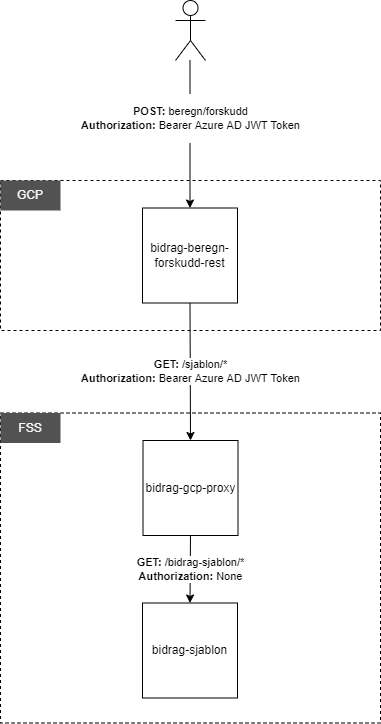 POST: beregn/forskudd
Authorization: Bearer Azure AD JWT Token
GCP
bidrag-beregn-
forskudd-rest
GET: /sjablon/*
Authorization: Bearer Azure AD JWT Token
FSS
bidrag-gcp-proxy
GET: /bidrag-sjablon/*
Authorization: None
bidrag-sjablon